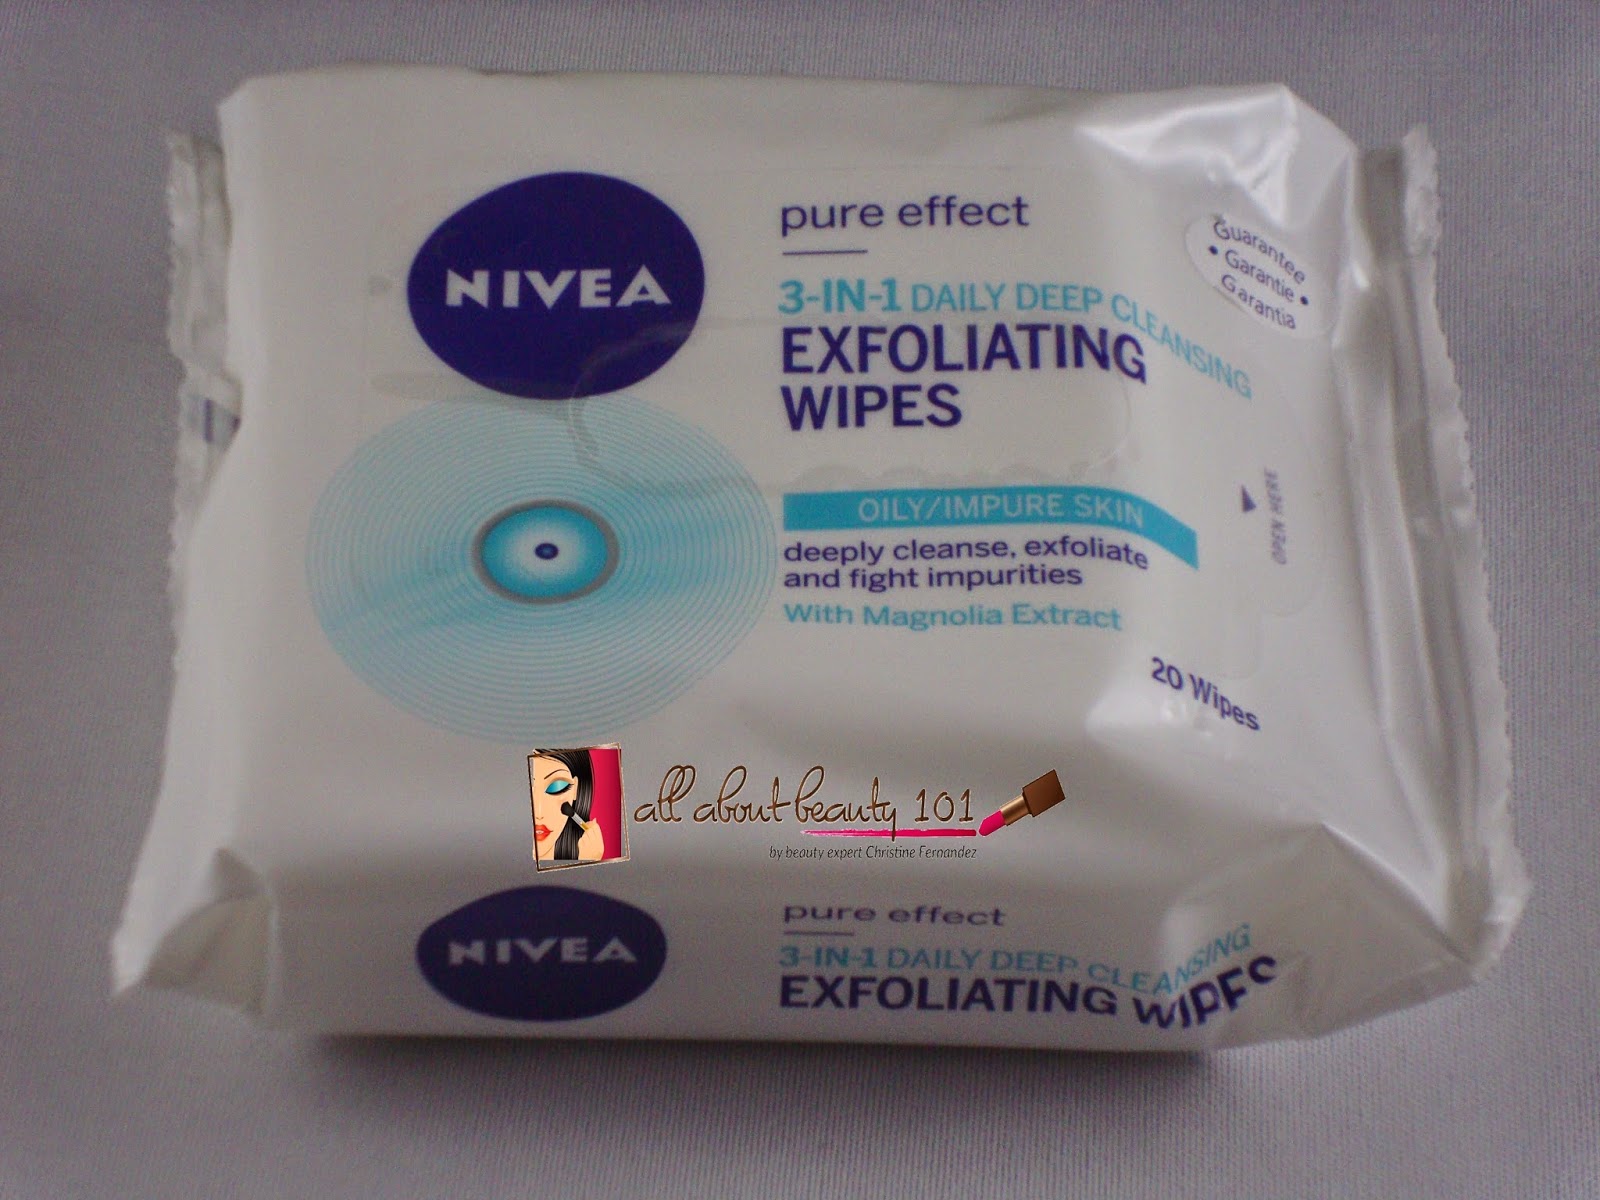 NIVEA
pure effect
3-IN-1 DAILY DEEP CLEANSING
EXFOLIATING
WIPES
Guarantee
• Garantie •
Garantia
OPEN HERE
OILY/IMPURE SKIN
deeply cleanse, exfoliate
and fight impurities
With Magnolia Extract
20 Wipes
all about beauty 101
by beauty expert Christine Fernandez
NIVEA
pure effect
3-IN-1 DAILY DEEP CLEANSING
EXFOLIATING WIPES